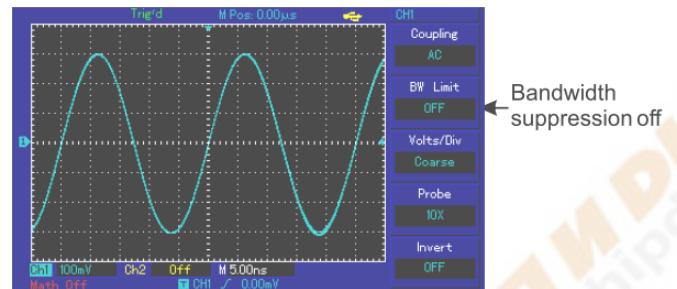 Trig'd M Pos: 0.00μs CH1
Coupling
AC
BW Limit
OFF
Volts/Div
Coarse
Probe
10X
Invert
OFF
Bandwidth
suppression off
1
Ch1 100mV Ch2 Off M 5.00ns
Math Off T CH1 0.00mV